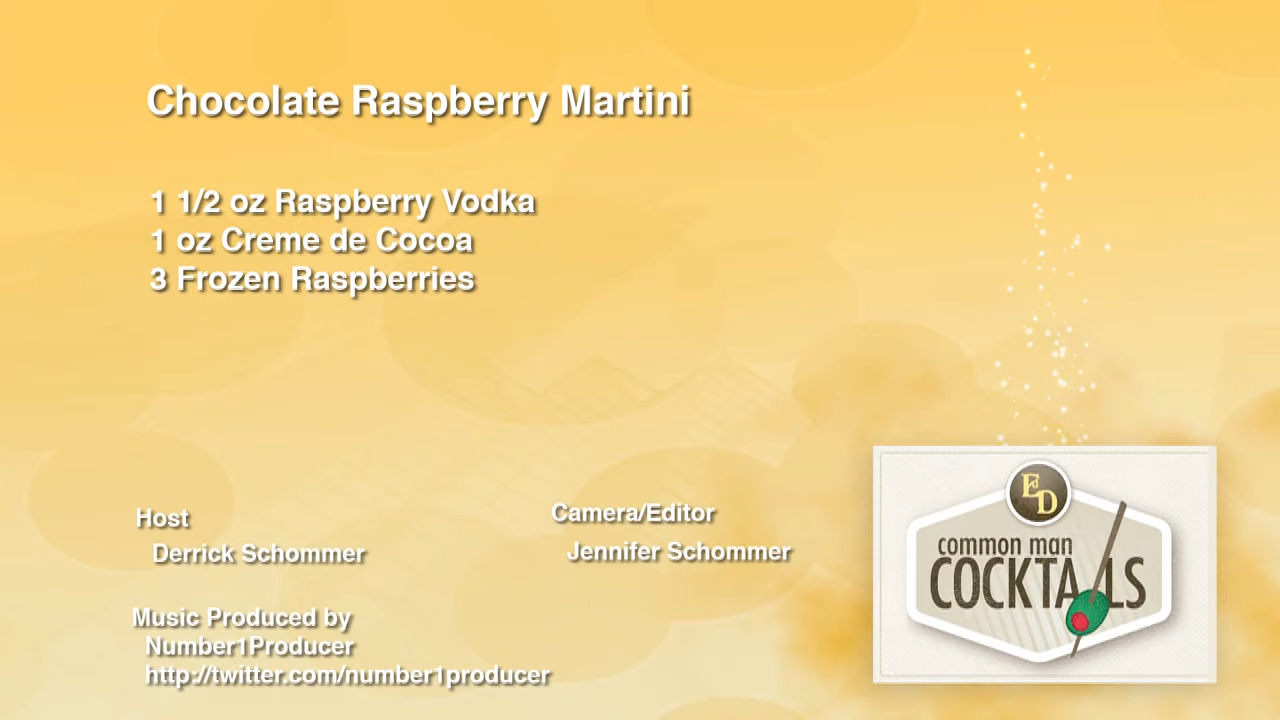 Chocolate Raspberry Martini
1 1/2 oz Raspberry Vodka
1 oz Creme de Cocoa
3 Frozen Raspberries
Host
Derrick Schommer
Camera/Editor
Jennifer Schommer
Music Produced by
Number1Producer
http://twitter.com/number1producer
ED
common man
COCKTAILS